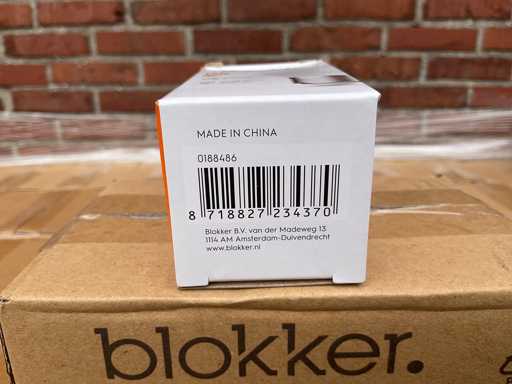 MADE IN CHINA
0188486
8 718827 234370
Blokker B.V. van der Madeweg 13
1114 AM Amsterdam-Duivendrecht
www.blokker.nl
blokker.